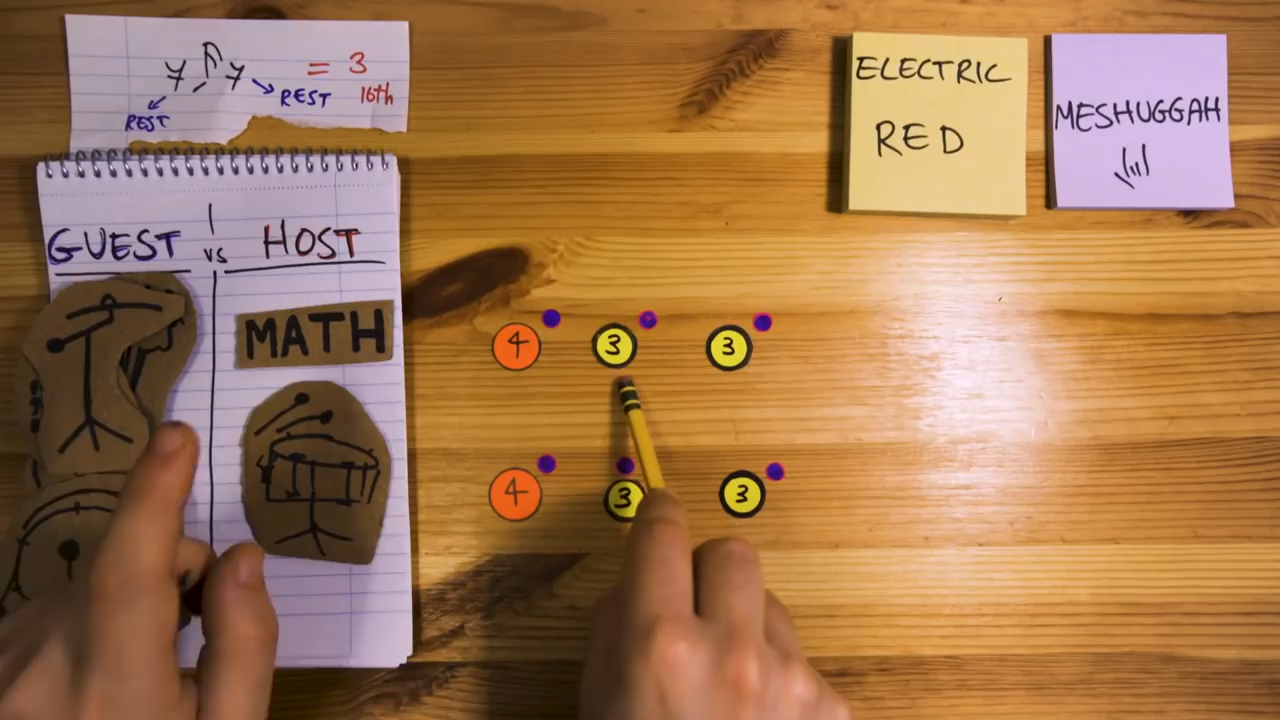 = 3
REST
16th
REST
GUEST vs HOST
MATH
ELECTRIC
RED
MESHUGGAH
4 3 3
4 3 3